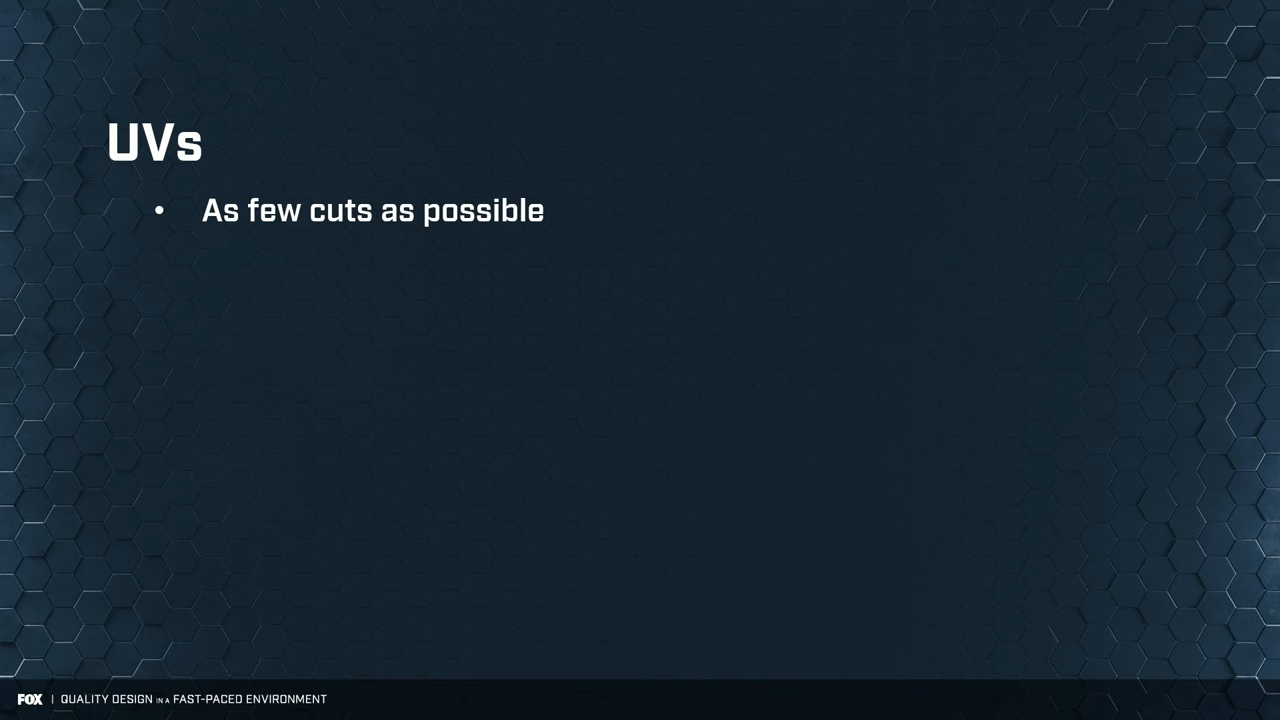 UVs
• As few cuts as possible
FOX | QUALITY DESIGN IN A FAST-PACED ENVIRONMENT